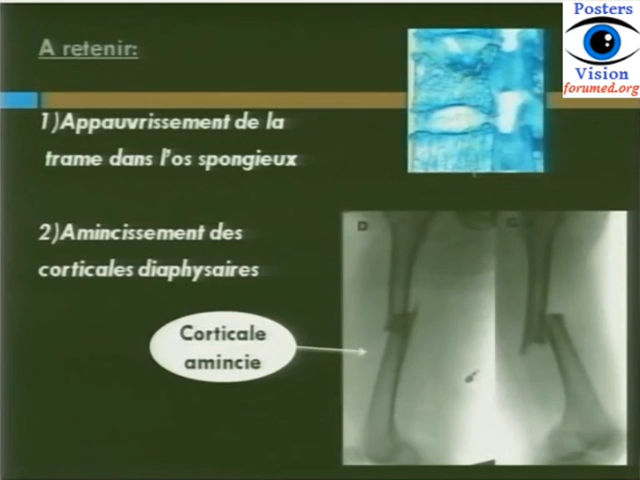 Posters
Vision
forumed.org
A retenir:
1)Appauvrissement de la
trame dans l'os spongieux
2)Amincissement des
corticales diaphysaires
Corticale
amincie
D
G